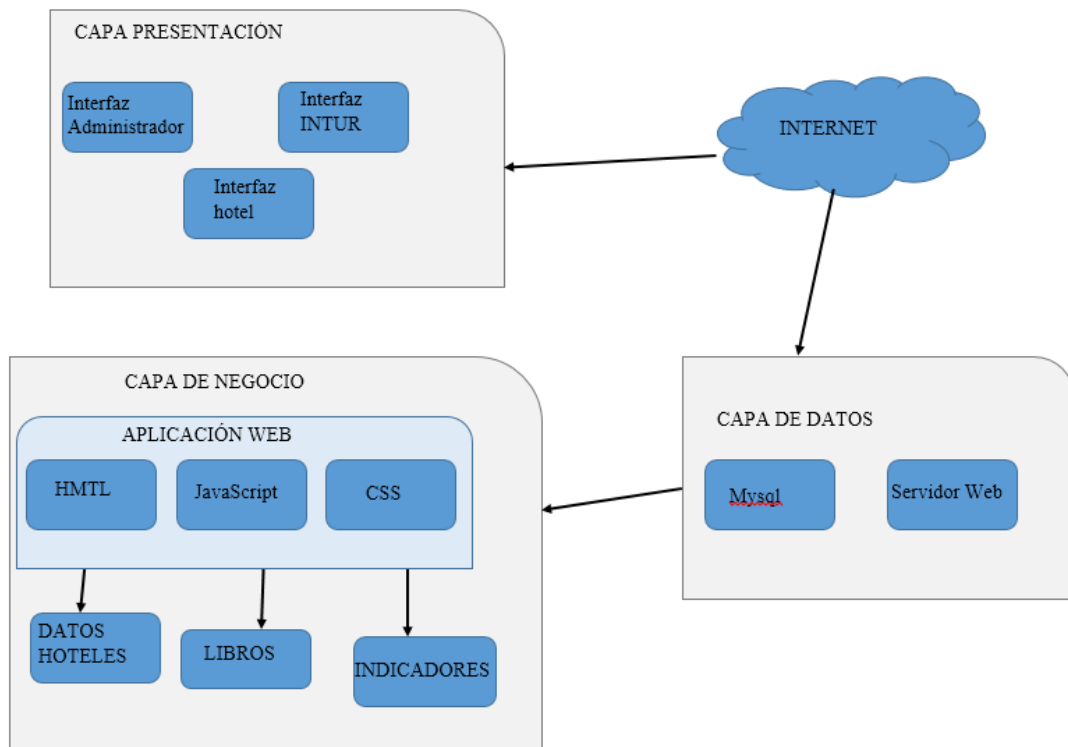 CAPA PRESENTACIÓN
Interfaz
Administrador
Interfaz
INTUR
Interfaz
hotel
INTERNET
CAPA DE NEGOCIO
APLICACIÓN WEB
HMTL
JavaScript
CSS
DATOS
HOTELES
LIBROS
INDICADORES
CAPA DE DATOS
Mysql
Servidor Web